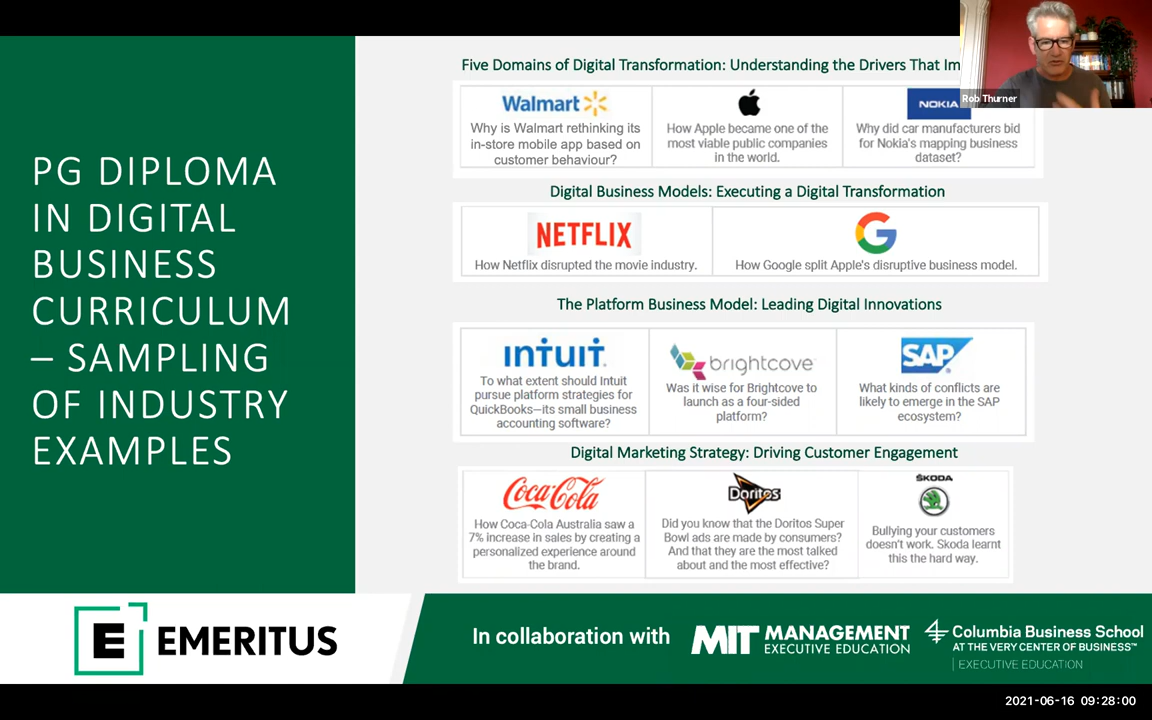 PG DIPLOMA
IN DIGITAL
BUSINESS
CURRICULUM
– SAMPLING
OF INDUSTRY
EXAMPLES
Five Domains of Digital Transformation: Understanding the Drivers That
Rob Thurner
Walmart
Why is Walmart rethinking its
in-store mobile app based on
customer behaviour?
How Apple became one of the
most viable public companies
in the world.
NOKIA
Why did car manufacturers bid
for Nokia's mapping business
dataset?
Digital Business Models: Executing a Digital Transformation
NETFLIX
How Netflix disrupted the movie industry.
G
How Google split Apple's disruptive business model.
The Platform Business Model: Leading Digital Innovations
intuit.
To what extent should Intuit
pursue platform strategies for
QuickBooks—its small business
accounting software?
brightcove
Was it wise for Brightcove to
launch as a four-sided
platform?
SAP
What kinds of conflicts are
likely to emerge in the SAP
ecosystem?
Digital Marketing Strategy: Driving Customer Engagement
Coca-Cola
How Coca-Cola Australia saw a
7% increase in sales by creating a
personalized experience around
the brand.
Doritos
Did you know that the Doritos Super
Bowl ads are made by consumers?
And that they are the most talked
about and the most effective?
ŠKODA
Bullying your customers
doesn't work. Skoda learnt
this the hard way.
E EMERITUS
In collaboration with
MIT MANAGEMENT
EXECUTIVE EDUCATION
Columbia Business School
AT THE VERY CENTER OF BUSINESS™
EXECUTIVE EDUCATION
2021-06-16 09:28:00